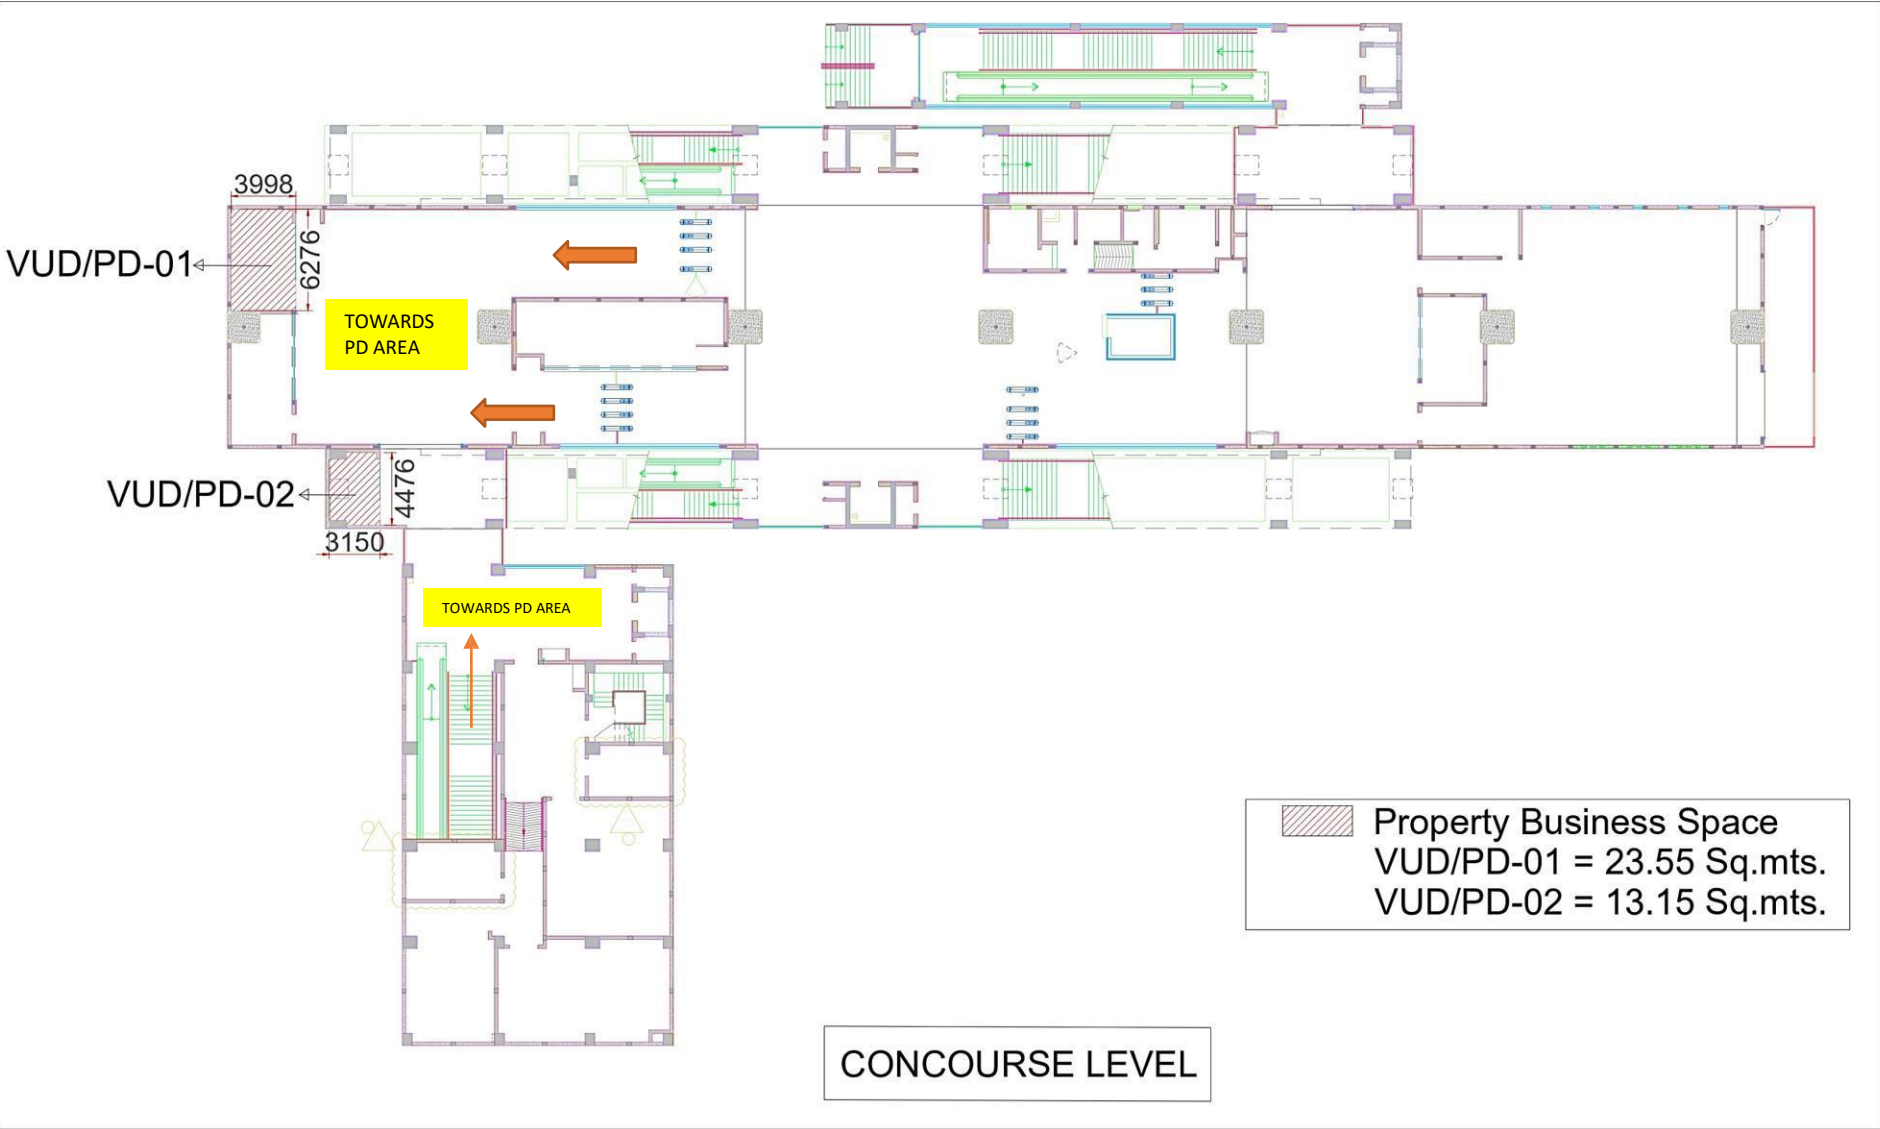 3998
VUD/PD-01
6276
TOWARDS
PD AREA
VUD/PD-02
4476
3150
TOWARDS PD AREA
Property Business Space
VUD/PD-01 = 23.55 Sq.mts.
VUD/PD-02 = 13.15 Sq.mts.
CONCOURSE LEVEL